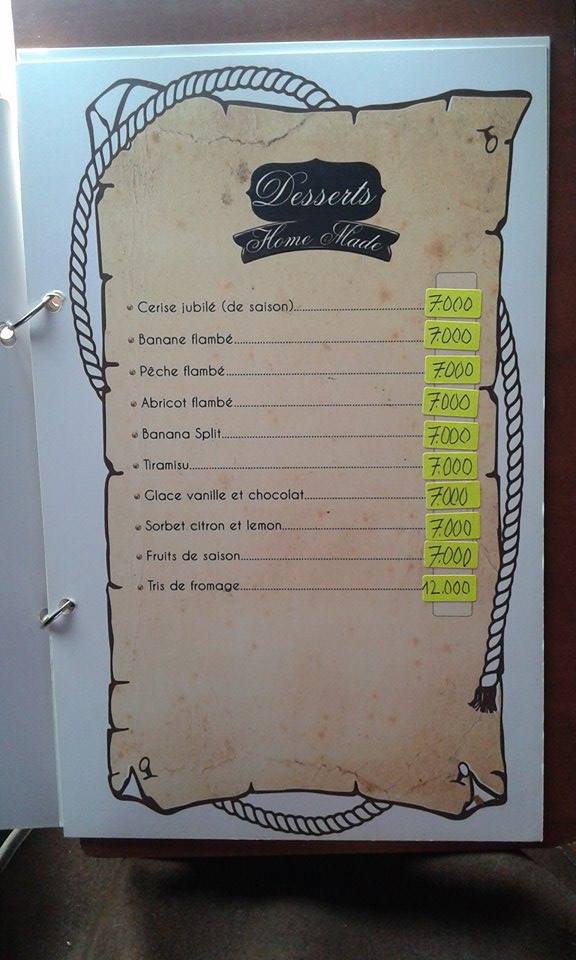 Desserts
Home Made
Cerise jubilé (de saison)............................................7.000
Banane flambé............................................7.000
Pêche flambé............................................7.000
Abricot flambé............................................7.000
Banana Split............................................7.000
Tiramisu............................................7.000
Glace vanille et chocolat............................................7.000
Sorbet citron et lemon............................................7.000
Fruits de saison............................................7.000
Tris de fromage............................................12.000